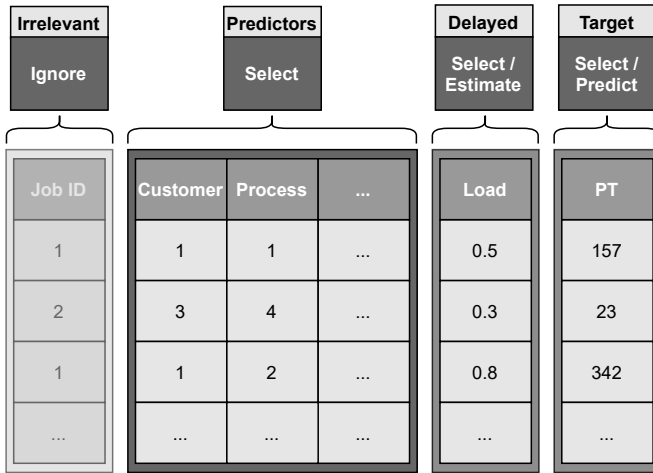 Irrelevant Predictors Delayed Target
Ignore Select Select / Estimate Select / Predict
Job ID Customer Process ... Load PT
1 1 1 ... 0.5 157
2 3 4 ... 0.3 23
1 1 2 ... 0.8 342
... ... ... ... ... ...